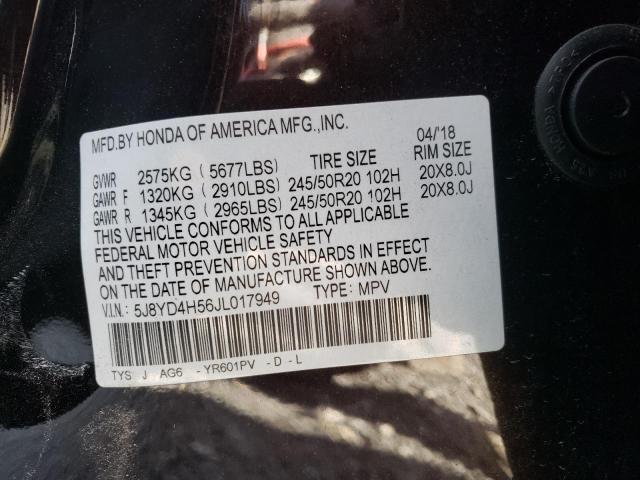 MFD.BY HONDA OF AMERICA MFG.,INC. 04/'18
GVWR 2575KG ( 5677LBS) TIRE SIZE RIM SIZE
GAWR F 1320KG ( 2910LBS) 245/50R20 102H 20X8.0J
GAWR R 1345KG ( 2965LBS) 245/50R20 102H 20X8.0J
THIS VEHICLE CONFORMS TO ALL APPLICABLE
FEDERAL MOTOR VEHICLE SAFETY
AND THEFT PREVENTION STANDARDS IN EFFECT
ON THE DATE OF MANUFACTURE SHOWN ABOVE.
V.I.N.: 5J8YD4H56JL017949 TYPE: MPV
TYS J AG6 -YR601PV -D-L